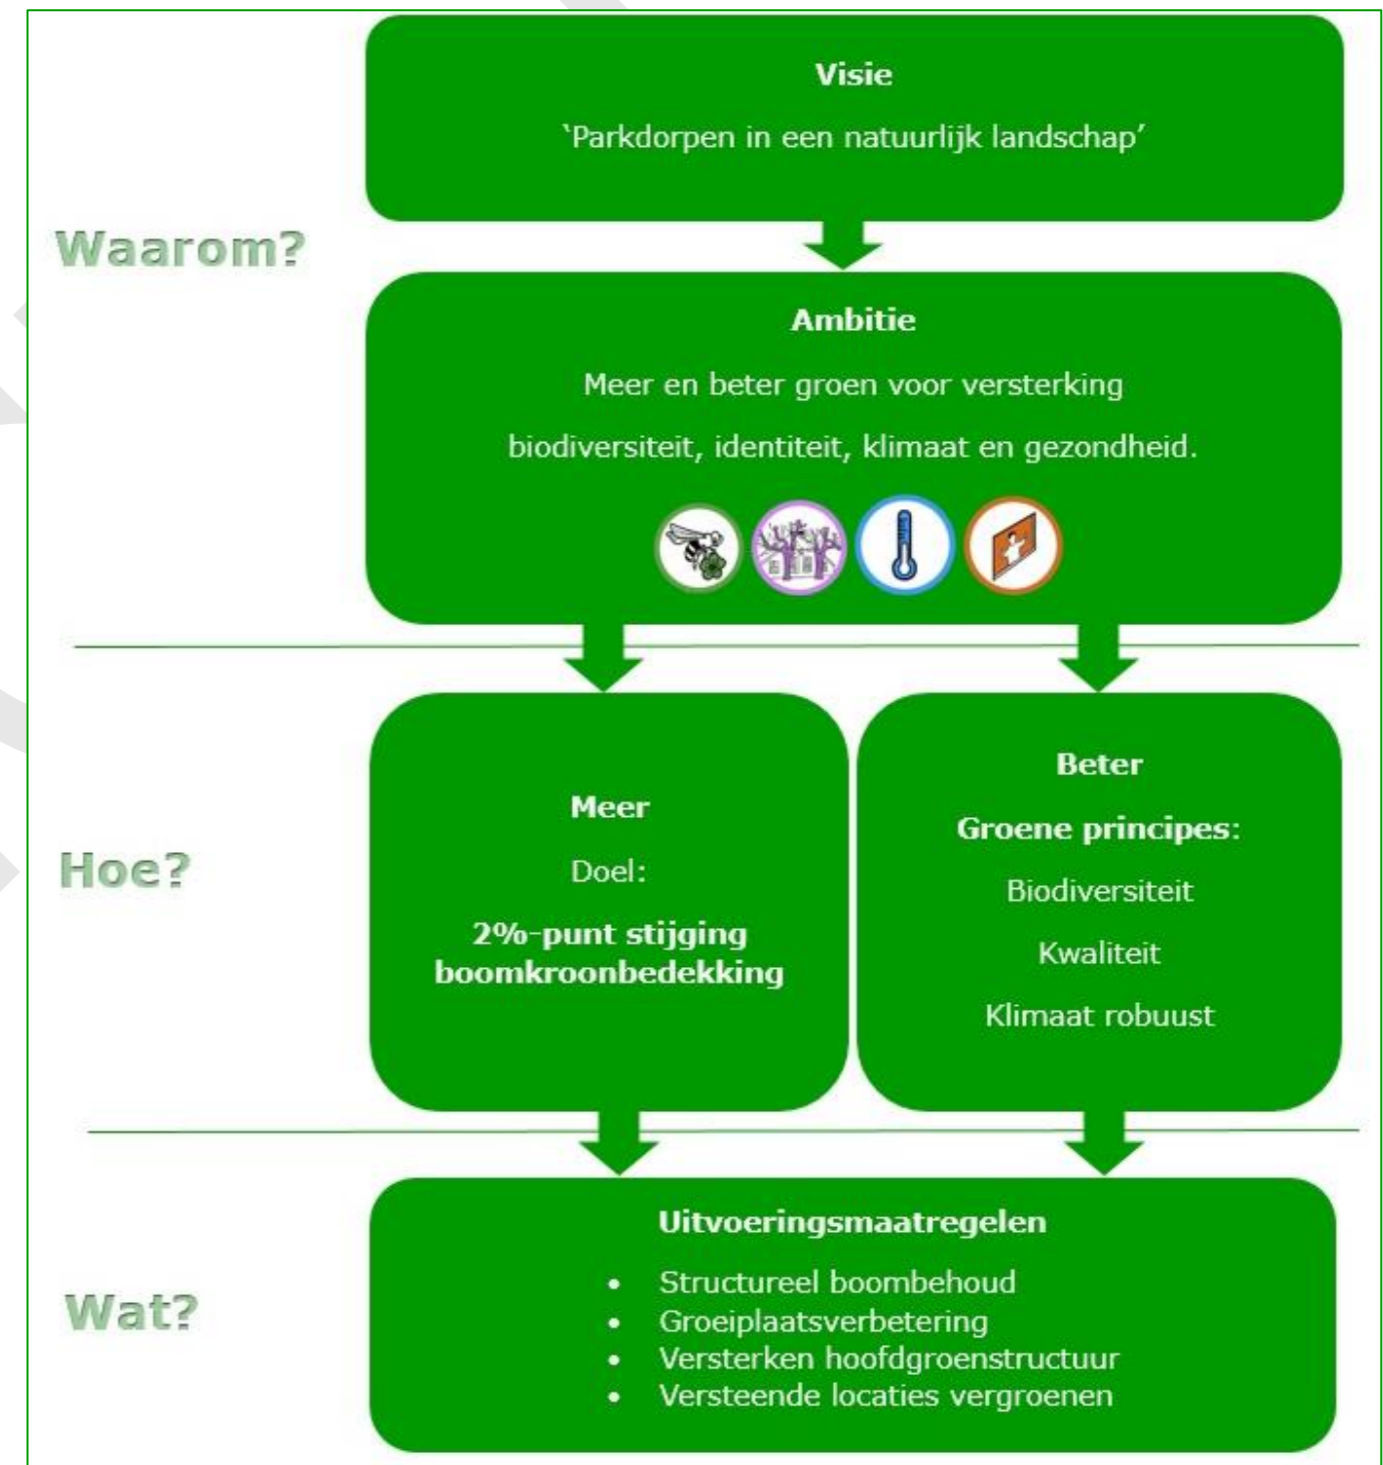 Visie
‘Parkdorpen in een natuurlijk landschap’
Waarom?
Ambitie
Meer en beter groen voor versterking
biodiversiteit, identiteit, klimaat en gezondheid.
Meer
Doel:
2%-punt stijging
boomkroonbedekking
Beter
Groene principes:
Biodiversiteit
Kwaliteit
Klimaat robuust
Hoe?
Uitvoeringsmaatregelen
• Structureel boombehoud
• Groeiplaatsverbetering
• Versterken hoofdgroenstructuur
• Versteende locaties vergroenen
Wat?